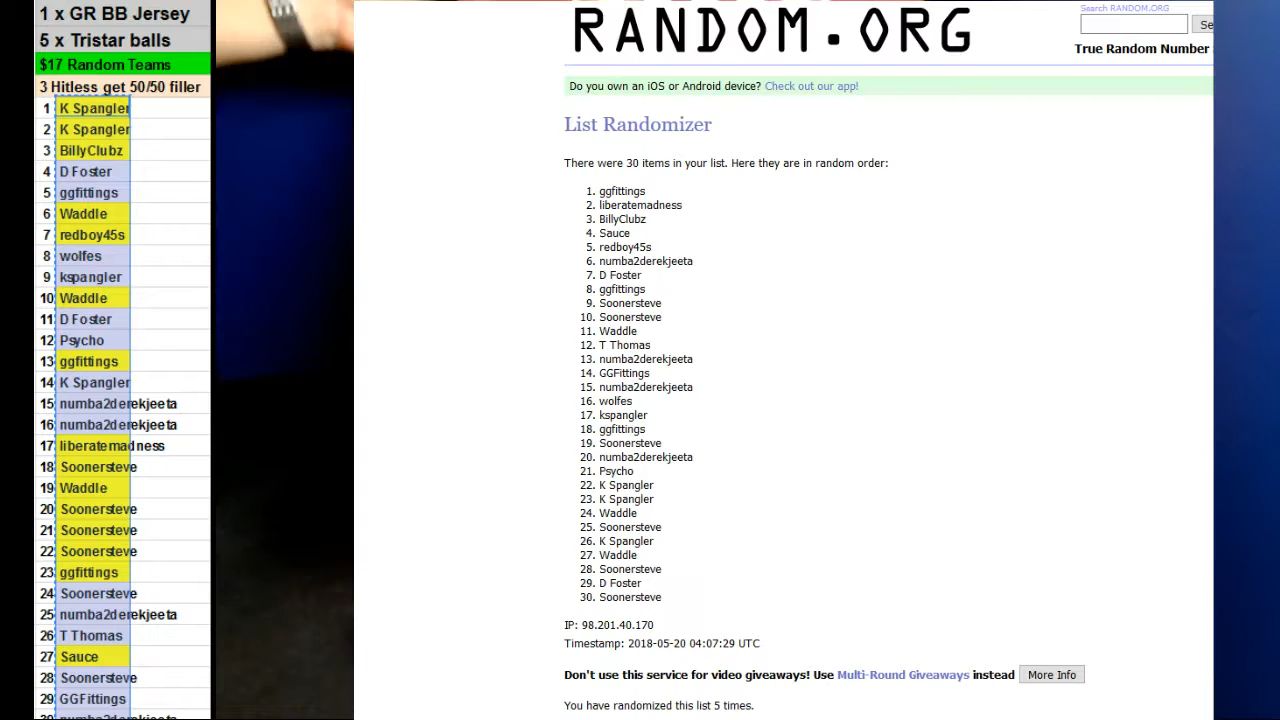 1 x GR BB Jersey
5 x Tristar balls
$17 Random Teams
3 Hitless get 50/50 filler
1 K Spangler
2 K Spangler
3 BillyClubz
4 D Foster
5 ggfittings
6 Waddle
7 redboy45s
8 wolfes
9 kspangler
10 Waddle
11 D Foster
12 Psycho
13 ggfittings
14 K Spangler
15 numba2derekjeeta
16 numba2derekjeeta
17 liberatemadness
18 Soonersteve
19 Waddle
20 Soonersteve
21 Soonersteve
22 Soonersteve
23 ggfittings
24 Soonersteve
25 numba2derekjeeta
26 T Thomas
27 Sauce
28 Soonersteve
29 GGFittings
30 numba2derekjeeta
RANDOM.ORG
Search RANDOM.ORG
Se
True Random Number
Do you own an iOS or Android device? Check out our app!
List Randomizer
There were 30 items in your list. Here they are in random order:
1. ggfittings
2. liberatemadness
3. BillyClubz
4. Sauce
5. redboy45s
6. numba2derekjeeta
7. D Foster
8. ggfittings
9. Soonersteve
10. Soonersteve
11. Waddle
12. T Thomas
13. numba2derekjeeta
14. GGFittings
15. numba2derekjeeta
16. wolfes
17. kspangler
18. ggfittings
19. Soonersteve
20. numba2derekjeeta
21. Psycho
22. K Spangler
23. K Spangler
24. Waddle
25. Soonersteve
26. K Spangler
27. Waddle
28. Soonersteve
29. D Foster
30. Soonersteve
IP: 98.201.40.170
Timestamp: 2018-05-20 04:07:29 UTC
Don't use this service for video giveaways! Use Multi-Round Giveaways instead More Info
You have randomized this list 5 times.